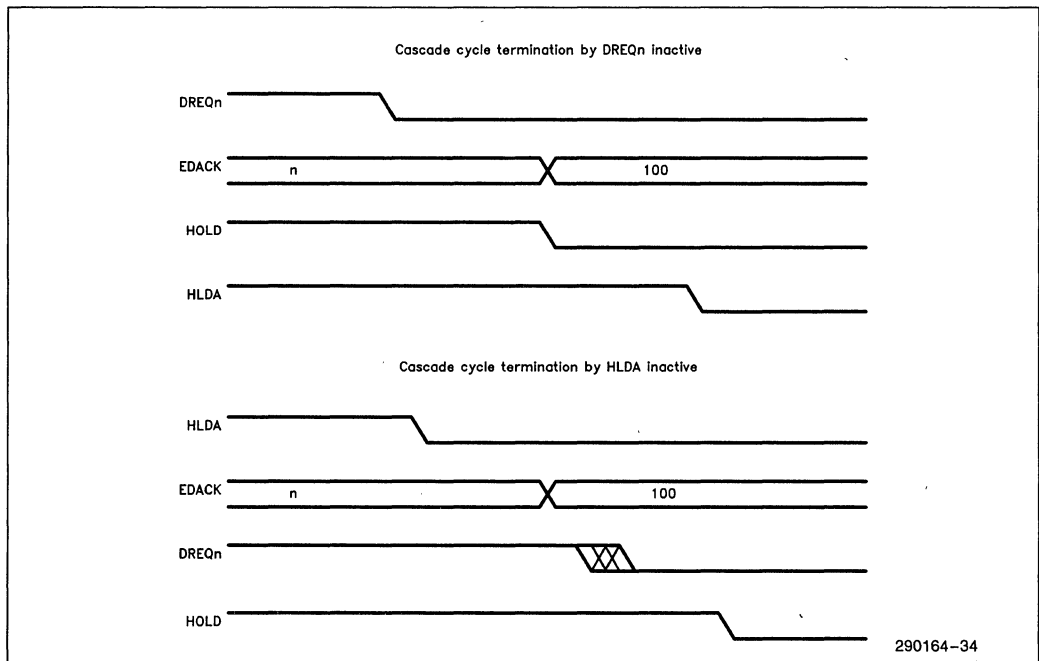 Cascade cycle termination by DREQn inactive
DREQn
EDACK n 100
HOLD
HLDA
Cascade cycle termination by HLDA inactive
HLDA
EDACK n 100
DREQn
HOLD
290164-34